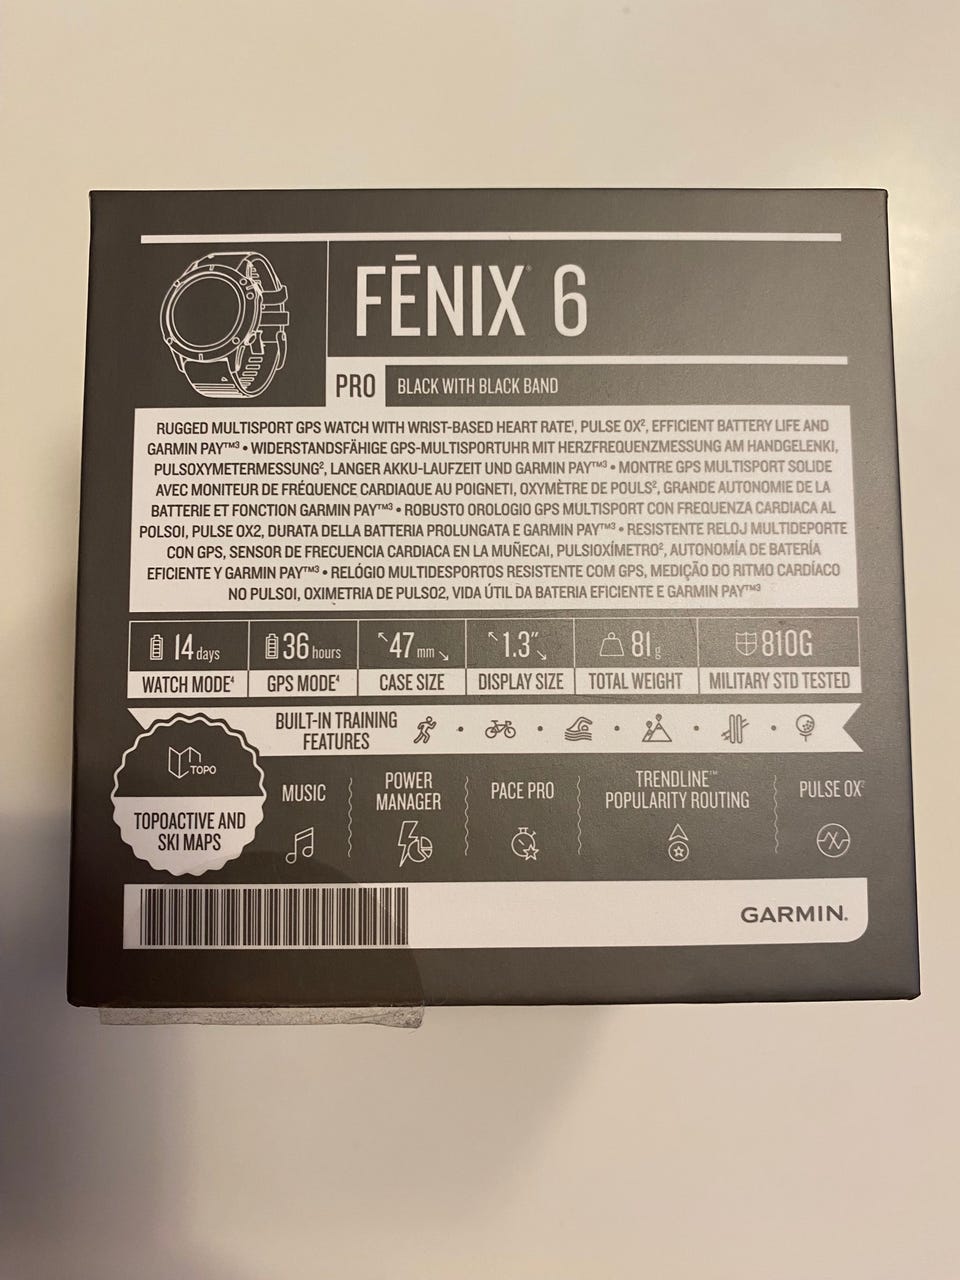 FĒNIX® 6
PRO BLACK WITH BLACK BAND
RUGGED MULTISPORT GPS WATCH WITH WRIST-BASED HEART RATE¹, PULSE OX², EFFICIENT BATTERY LIFE AND
GARMIN PAY™³ • WIDERSTANDSFÄHIGE GPS-MULTISPORTUHR MIT HERZFREQUENZMESSUNG AM HANDGELENKI,
PULSOXYMETERMESSUNG², LANGER AKKU-LAUFZEIT UND GARMIN PAY™³ • MONTRE GPS MULTISPORT SOLIDE
AVEC MONITEUR DE FRÉQUENCE CARDIAQUE AU POIGNETI, OXYMÈTRE DE POULS², GRANDE AUTONOMIE DE LA
BATTERIE ET FONCTION GARMIN PAY™³ • ROBUSTO OROLOGIO GPS MULTISPORT CON FREQUENZA CARDIACA AL
POLSOI, PULSE OX2, DURATA DELLA BATTERIA PROLUNGATA E GARMIN PAY™³ • RESISTENTE RELOJ MULTIDEPORTE
CON GPS, SENSOR DE FRECUENCIA CARDIACA EN LA MUÑECAI, PULSIOXÍMETRO², AUTONOMÍA DE BATERÍA
EFICIENTE Y GARMIN PAY™³ • RELÓGIO MULTIDESPORTOS RESISTENTE COM GPS, MEDIÇÃO DO RITMO CARDÍACO
NO PULSOI, OXIMETRIA DE PULSO2, VIDA ÚTIL DA BATERIA EFICIENTE E GARMIN PAY™³
14 days 36 hours 47 mm 1.3″ 81g 810G
WATCH MODE⁴ GPS MODE⁴ CASE SIZE DISPLAY SIZE TOTAL WEIGHT MILITARY STD TESTED
BUILT-IN TRAINING
FEATURES
TOPO
TOPOACTIVE AND
SKI MAPS
MUSIC
POWER
MANAGER
PACE PRO
TRENDLINE™
POPULARITY ROUTING
PULSE OX²
GARMIN®